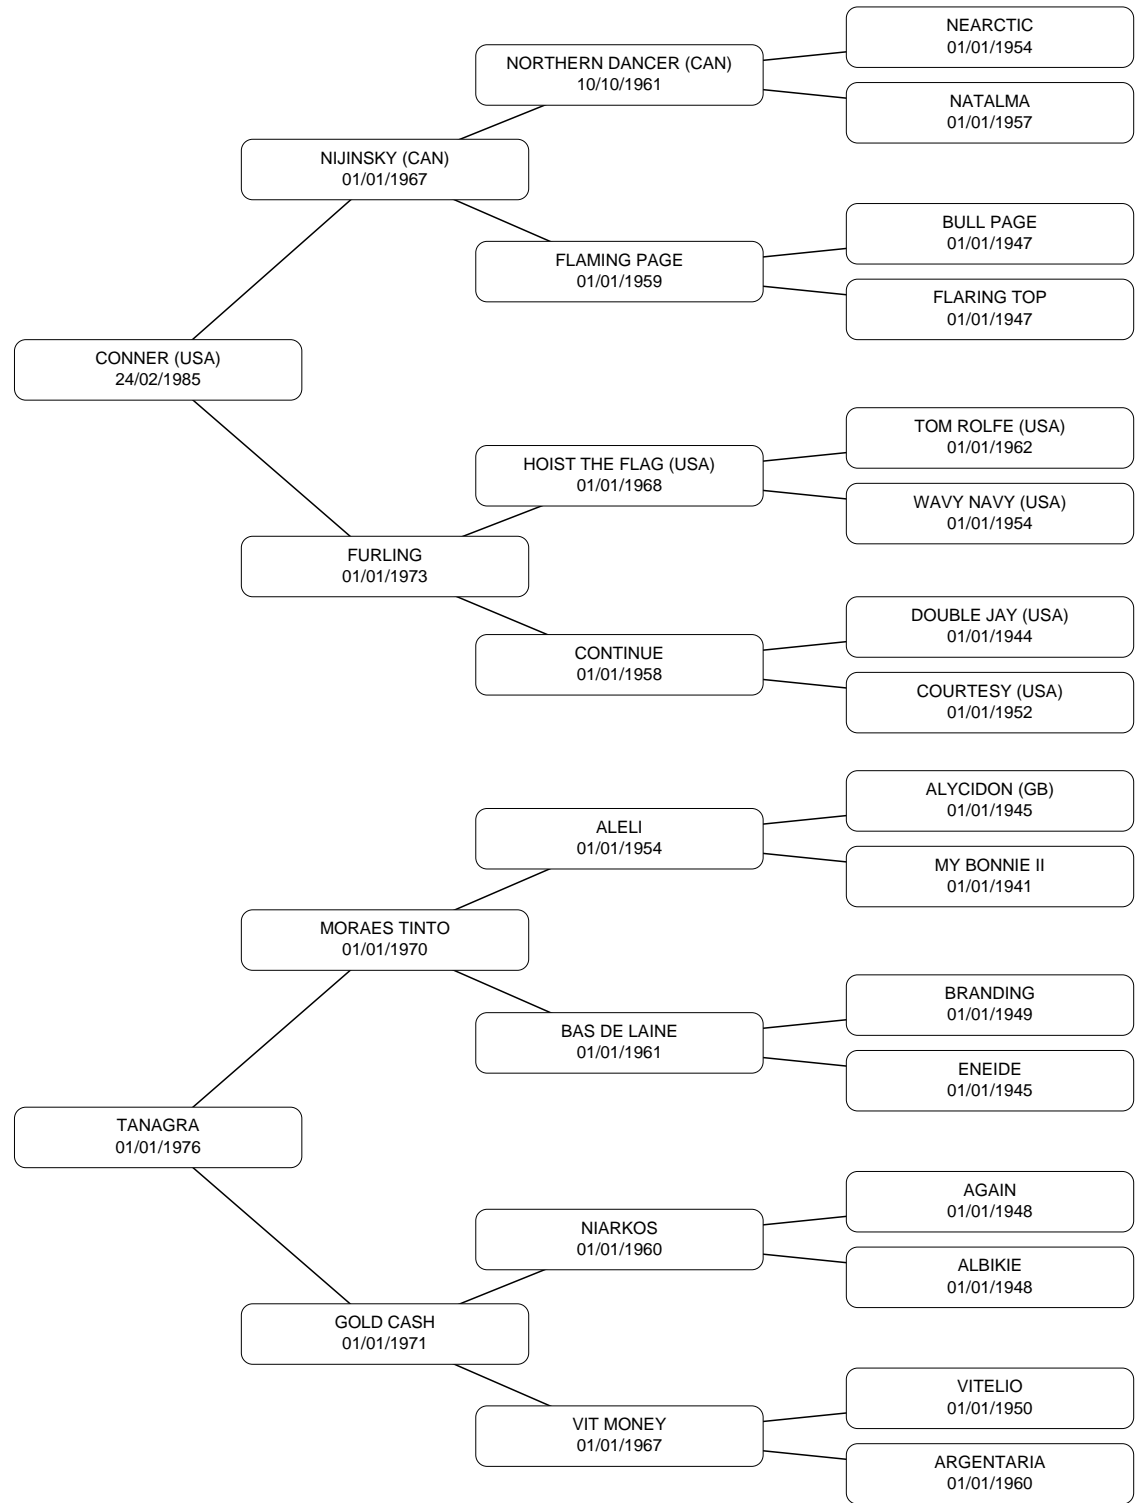 NEARCTIC
01/01/1954
NORTHERN DANCER (CAN)
10/10/1961
NATALMA
01/01/1957
NIJINSKY (CAN)
01/01/1967
BULL PAGE
01/01/1947
FLAMING PAGE
01/01/1959
FLARING TOP
01/01/1947
CONNER (USA)
24/02/1985
TOM ROLFE (USA)
01/01/1962
HOIST THE FLAG (USA)
01/01/1968
WAVY NAVY (USA)
01/01/1954
FURLING
01/01/1973
DOUBLE JAY (USA)
01/01/1944
CONTINUE
01/01/1958
COURTESY (USA)
01/01/1952
ALYCIDON (GB)
01/01/1945
ALELI
01/01/1954
MY BONNIE II
01/01/1941
MORAES TINTO
01/01/1970
BRANDING
01/01/1949
BAS DE LAINE
01/01/1961
ENEIDE
01/01/1945
TANAGRA
01/01/1976
AGAIN
01/01/1948
NIARKOS
01/01/1960
ALBIKIE
01/01/1948
GOLD CASH
01/01/1971
VITELIO
01/01/1950
VIT MONEY
01/01/1967
ARGENTARIA
01/01/1960